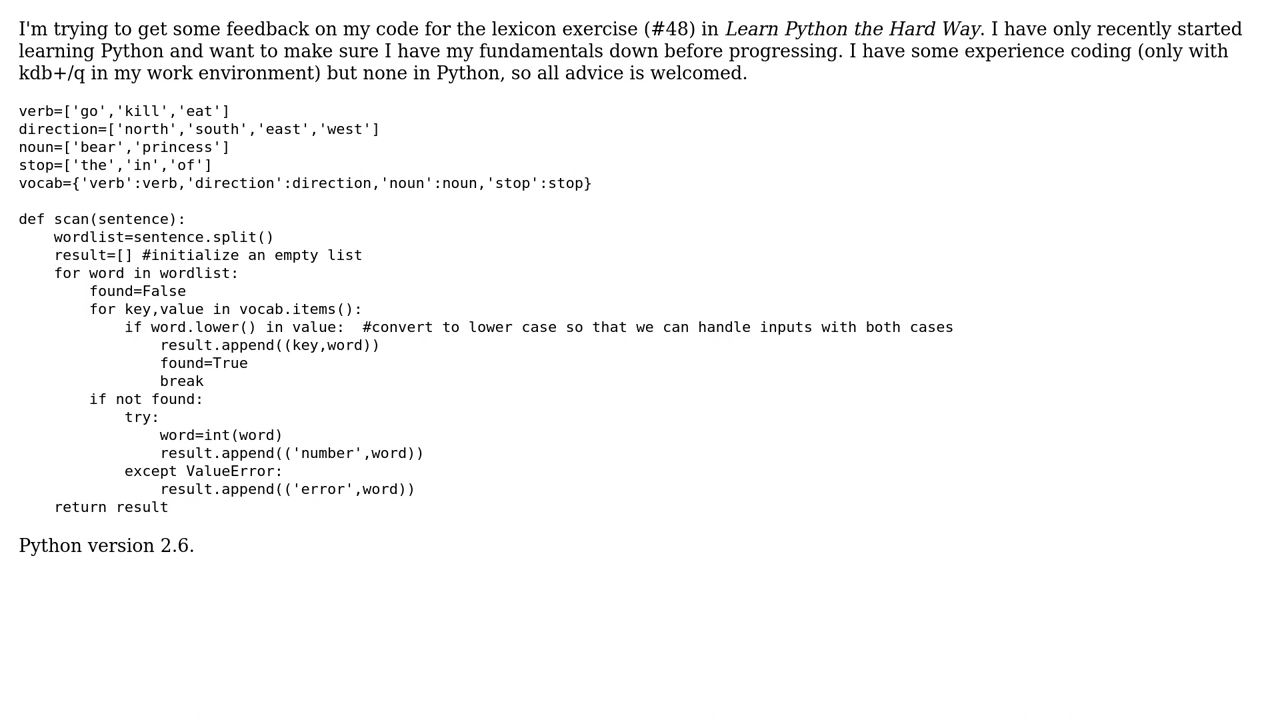 I'm trying to get some feedback on my code for the lexicon exercise (#48) in Learn Python the Hard Way. I have only recently started
learning Python and want to make sure I have my fundamentals down before progressing. I have some experience coding (only with
kdb+/q in my work environment) but none in Python, so all advice is welcomed.
verb=['go','kill','eat']
direction=['north','south','east','west']
noun=['bear','princess']
stop=['the','in','of']
vocab={'verb':verb,'direction':direction,'noun':noun,'stop':stop}
def scan(sentence):
    wordlist=sentence.split()
    result=[] #initialize an empty list
    for word in wordlist:
        found=False
        for key,value in vocab.items():
            if word.lower() in value:  #convert to lower case so that we can handle inputs with both cases
                result.append((key,word))
                found=True
                break
        if not found:
            try:
                word=int(word)
                result.append(('number',word))
            except ValueError:
                result.append(('error',word))
    return result
Python version 2.6.